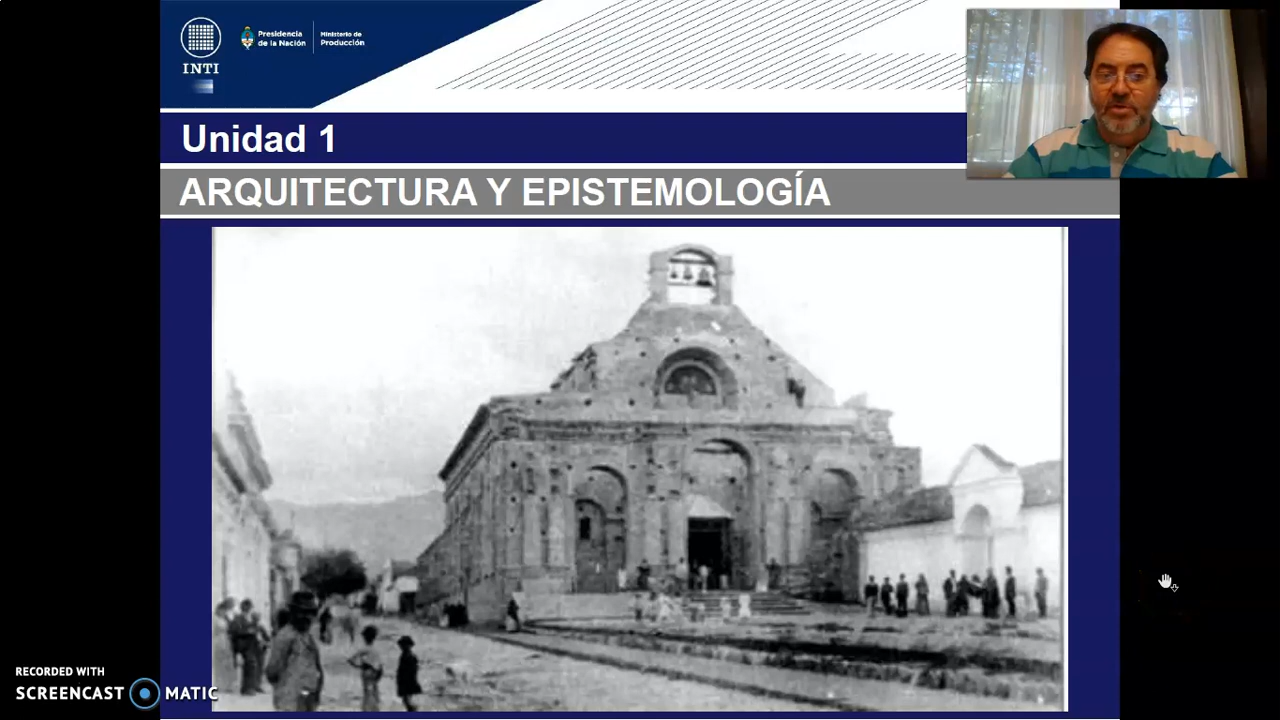 INTI
Presidencia
de la Nación
Ministerio de
Producción
Unidad 1
ARQUITECTURA Y EPISTEMOLOGÍA
RECORDED WITH
SCREENCAST MATIC